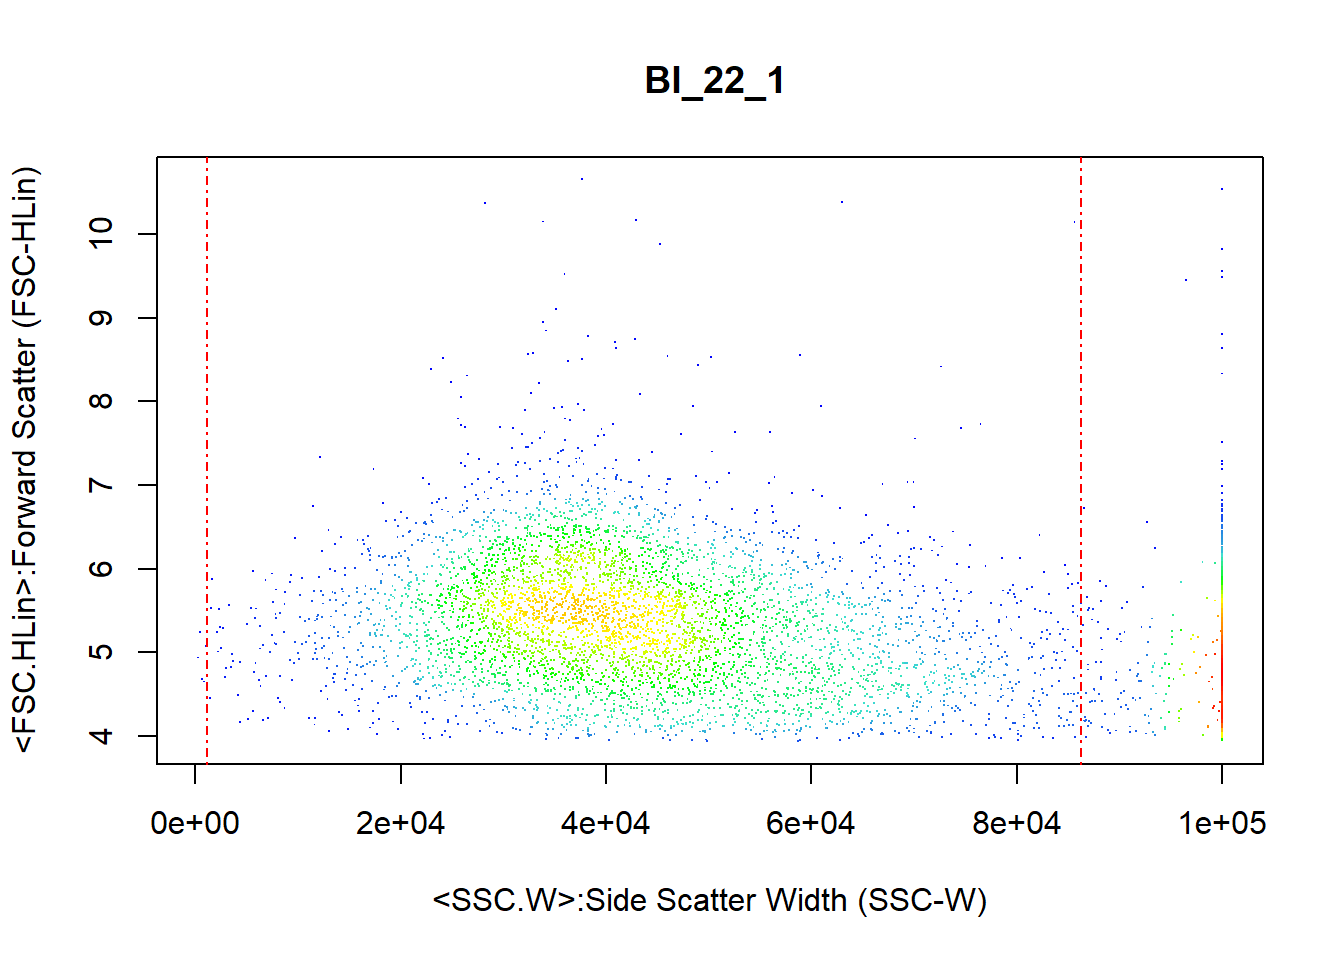 BI_22_1
<FSC.HLin>:Forward Scatter (FSC-HLin)
10
9
8
7
6
5
4
0e+00 2e+04 4e+04 6e+04 8e+04 1e+05
<SSC.W>:Side Scatter Width (SSC-W)